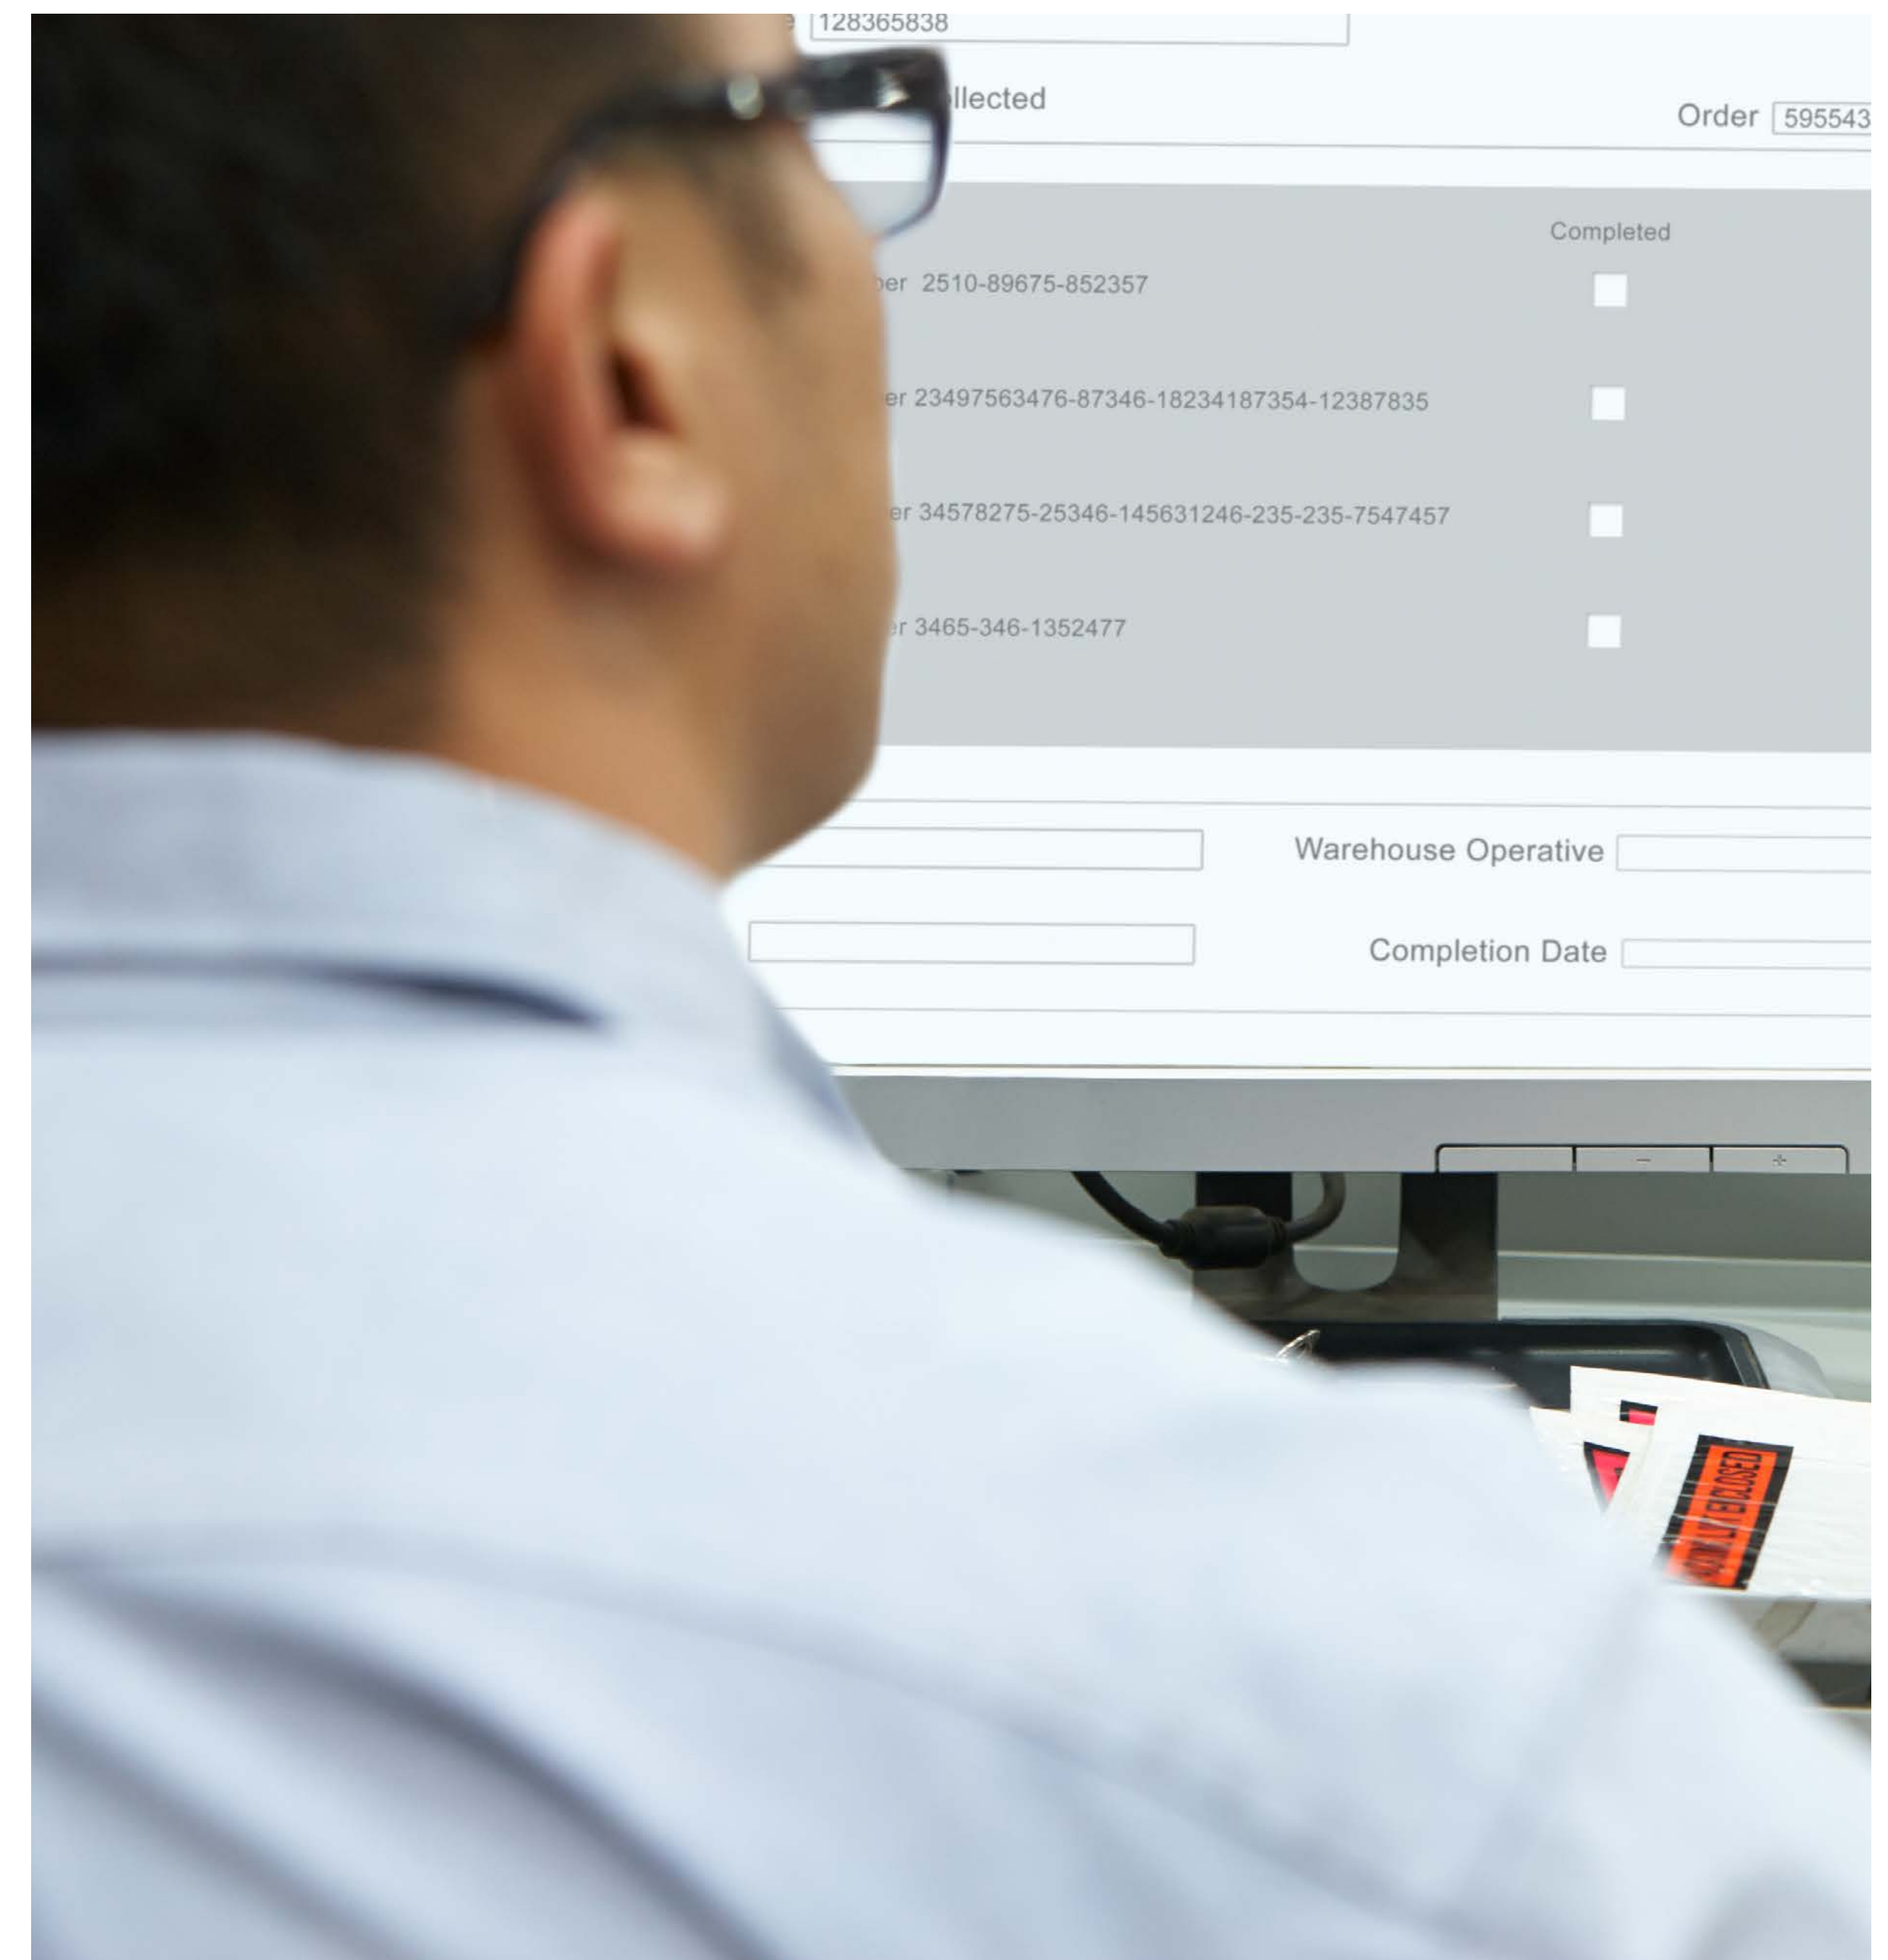 128365838
llected
Order 595543
Completed
ber 2510-89675-852357
er 23497563476-87346-18234187354-12387835
er 34578275-25346-145631246-235-235-7547457
r 3465-346-1352477
Warehouse Operative
Completion Date
- +
ENCLOSED